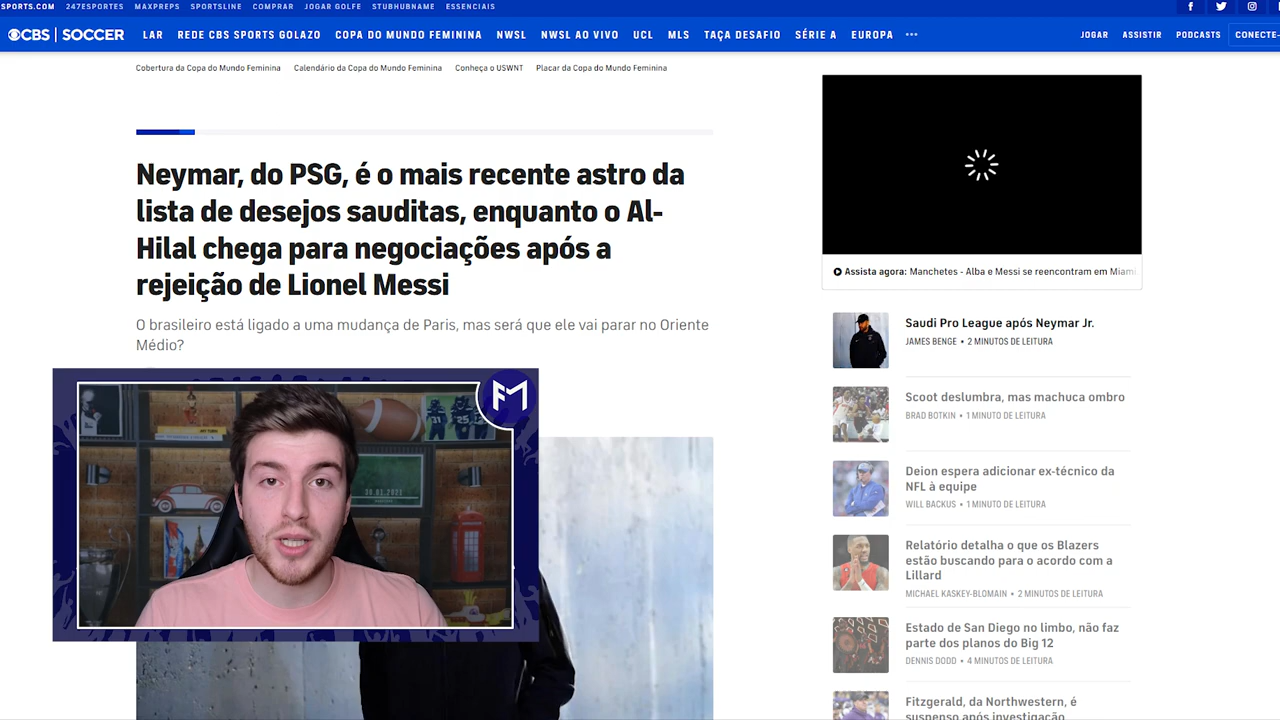 SPORTS.COM 247ESPORTES MAXPREPS SPORTSLINE COMPRAR JOGAR GOLFE STUBHUBNAME ESSENCIAIS
CBS SOCCER LAR REDE CBS SPORTS GOLAZO COPA DO MUNDO FEMININA NWSL NWSL AO VIVO UCL MLS TAÇA DESAFIO SÉRIE A EUROPA ••• JOGAR ASSISTIR PODCASTS CONECTE-
Cobertura da Copa do Mundo Feminina Calendário da Copa do Mundo Feminina Conheça o USWNT Placar da Copa do Mundo Feminina
Neymar, do PSG, é o mais recente astro da
lista de desejos sauditas, enquanto o Al-
Hilal chega para negociações após a
rejeição de Lionel Messi
O brasileiro está ligado a uma mudança de Paris, mas será que ele vai parar no Oriente
Médio?
FM
30.01.2021
Assista agora: Manchetes - Alba e Messi se reencontram em Miami
Saudi Pro League após Neymar Jr.
JAMES BENGE • 2 MINUTOS DE LEITURA
Scoot deslumbra, mas machuca ombro
BRAD BOTKIN • 1 MINUTO DE LEITURA
Deion espera adicionar ex-técnico da
NFL à equipe
WILL BACKUS • 1 MINUTO DE LEITURA
Relatório detalha o que os Blazers
estão buscando para o acordo com a
Lillard
MICHAEL KASKEY-BLOMAIN • 2 MINUTOS DE LEITURA
Estado de San Diego no limbo, não faz
parte dos planos do Big 12
DENNIS DODD • 4 MINUTOS DE LEITURA
Fitzgerald, da Northwestern, é
suspenso após investigação